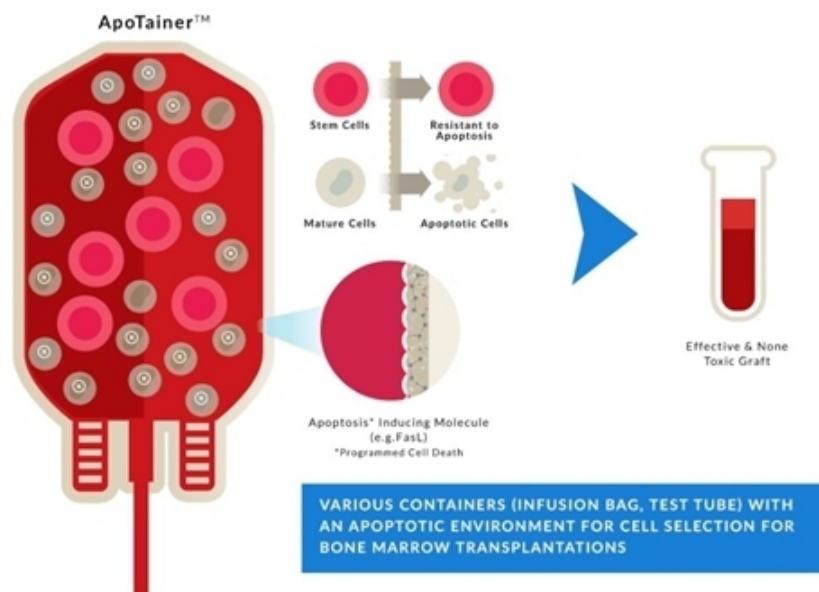 ApoTainer™
Stem Cells
Resistant to
Apoptosis
Mature Cells
Apoptotic Cells
Apoptosis* Inducing Molecule
(e.g.FasL)
*Programmed Cell Death
Effective & None
Toxic Graft
VARIOUS CONTAINERS (INFUSION BAG, TEST TUBE) WITH
AN APOPTOTIC ENVIRONMENT FOR CELL SELECTION FOR
BONE MARROW TRANSPLANTATIONS